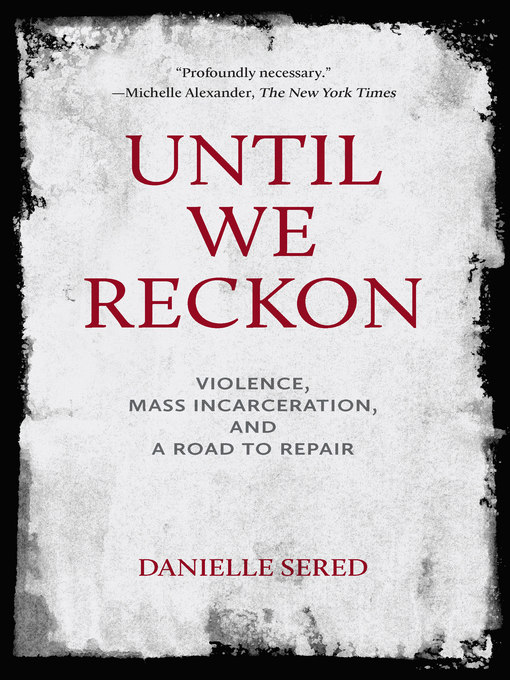 “Profoundly necessary.”
—Michelle Alexander, The New York Times
UNTIL
WE
RECKON
VIOLENCE,
MASS INCARCERATION,
AND
A ROAD TO REPAIR
DANIELLE SERED